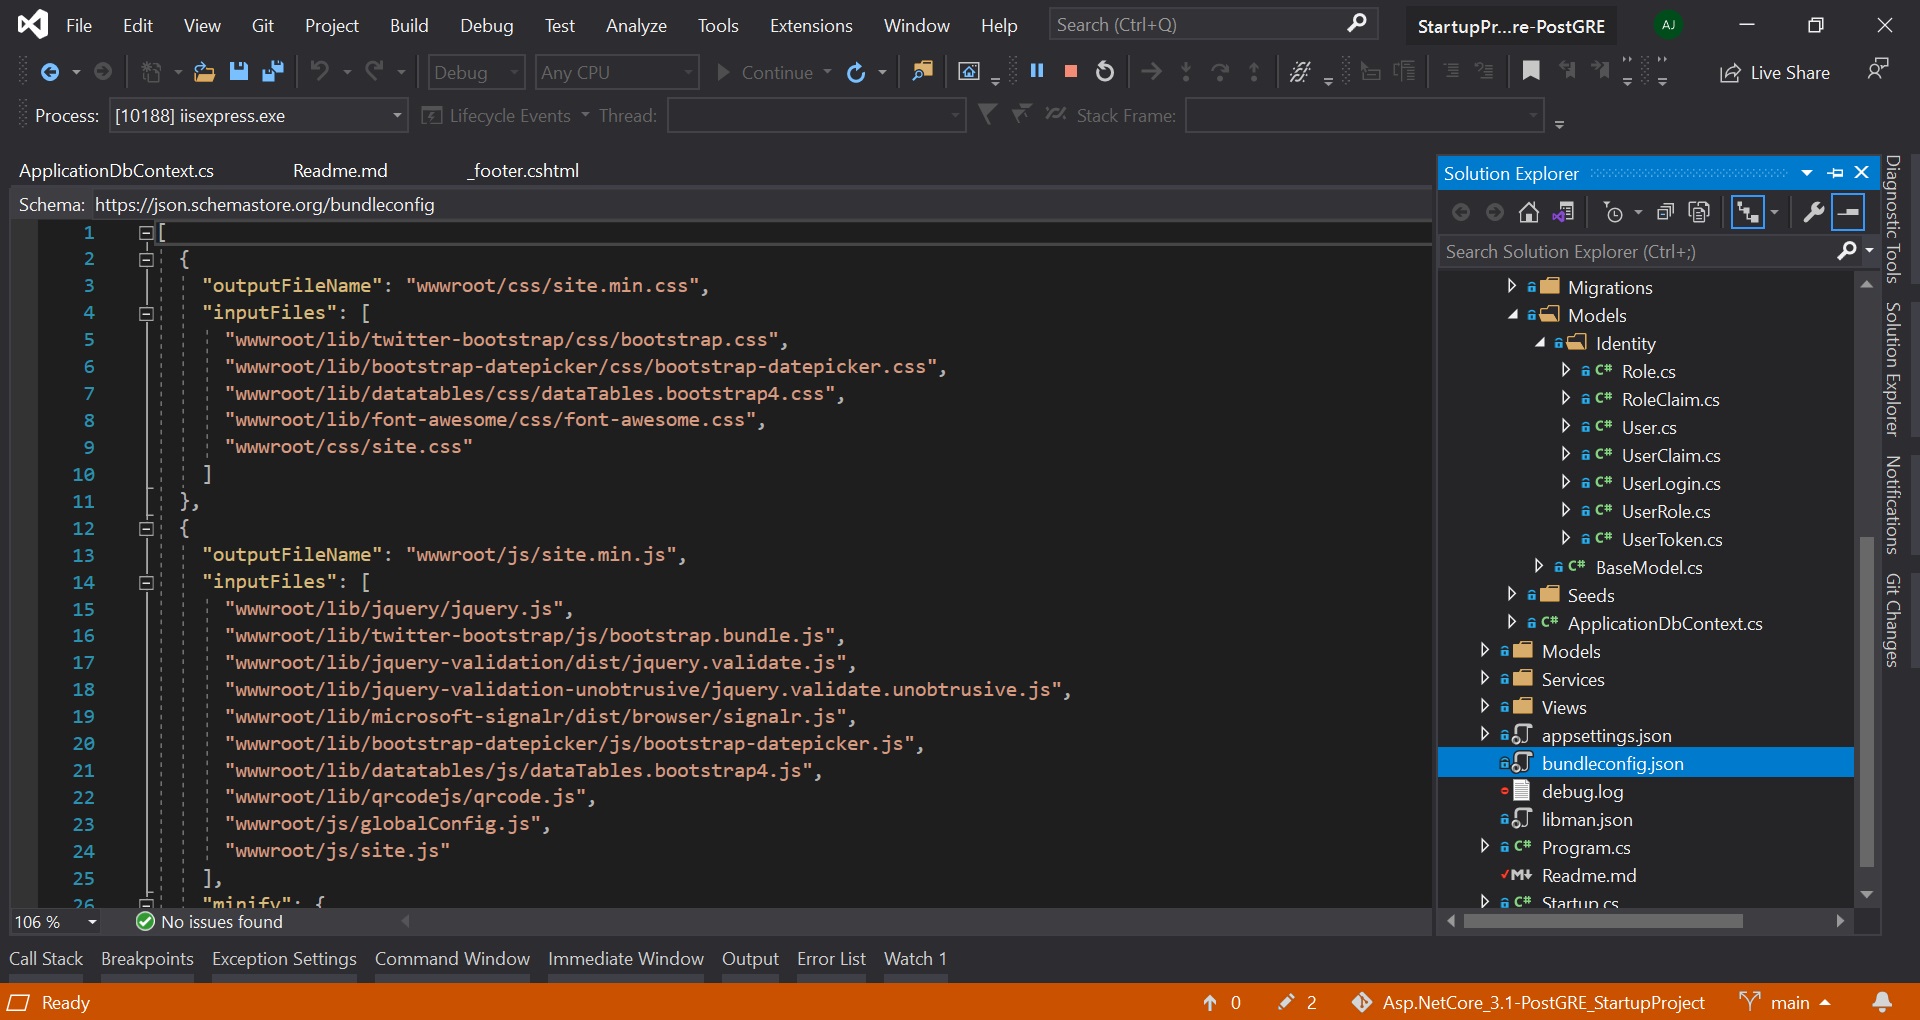 File Edit View Git Project Build Debug Test Analyze Tools Extensions Window Help Search (Ctrl+Q) StartupPr...re-PostGRE AJ
Debug Any CPU Continue Live Share
Process: [10188] iisexpress.exe Lifecycle Events Thread: Stack Frame:
ApplicationDbContext.cs Readme.md _footer.cshtml
Schema: https://json.schemastore.org/bundleconfig
1 [
2 {
3 "outputFileName": "wwwroot/css/site.min.css",
4 "inputFiles": [
5 "wwwroot/lib/twitter-bootstrap/css/bootstrap.css",
6 "wwwroot/lib/bootstrap-datepicker/css/bootstrap-datepicker.css",
7 "wwwroot/lib/datatables/css/dataTables.bootstrap4.css",
8 "wwwroot/lib/font-awesome/css/font-awesome.css",
9 "wwwroot/css/site.css"
10 ]
11 },
12 {
13 "outputFileName": "wwwroot/js/site.min.js",
14 "inputFiles": [
15 "wwwroot/lib/jquery/jquery.js",
16 "wwwroot/lib/twitter-bootstrap/js/bootstrap.bundle.js",
17 "wwwroot/lib/jquery-validation/dist/jquery.validate.js",
18 "wwwroot/lib/jquery-validation-unobtrusive/jquery.validate.unobtrusive.js",
19 "wwwroot/lib/microsoft-signalr/dist/browser/signalr.js",
20 "wwwroot/lib/bootstrap-datepicker/js/bootstrap-datepicker.js",
21 "wwwroot/lib/datatables/js/dataTables.bootstrap4.js",
22 "wwwroot/lib/qrcodejs/qrcode.js",
23 "wwwroot/js/globalConfig.js",
24 "wwwroot/js/site.js"
25 ],
26 "minify": {
106 % No issues found
Solution Explorer
Search Solution Explorer (Ctrl+;)
Migrations
Models
Identity
C# Role.cs
C# RoleClaim.cs
C# User.cs
C# UserClaim.cs
C# UserLogin.cs
C# UserRole.cs
C# UserToken.cs
C# BaseModel.cs
Seeds
C# ApplicationDbContext.cs
Models
Services
Views
appsettings.json
bundleconfig.json
debug.log
libman.json
C# Program.cs
M Readme.md
C# Startup.cs
Diagnostic Tools
Solution Explorer
Notifications
Git Changes
Call Stack Breakpoints Exception Settings Command Window Immediate Window Output Error List Watch 1
Ready 0 2 Asp.NetCore_3.1-PostGRE_StartupProject main